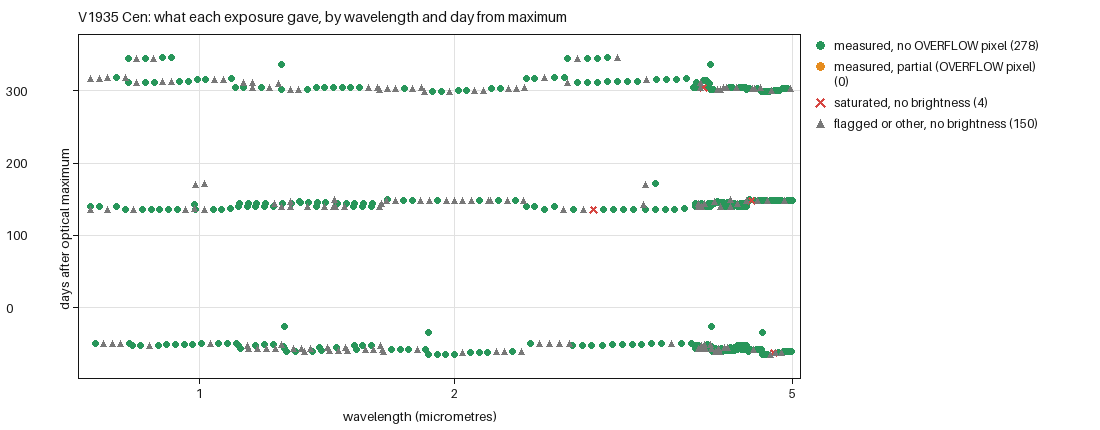 V1935 Cen: what each exposure gave, by wavelength and day from maximum
measured, no OVERFLOW pixel (278)
measured, partial (OVERFLOW pixel)
(0)
saturated, no brightness (4)
flagged or other, no brightness (150)
300
200
100
0
days after optical maximum
1
2
5
wavelength (micrometres)